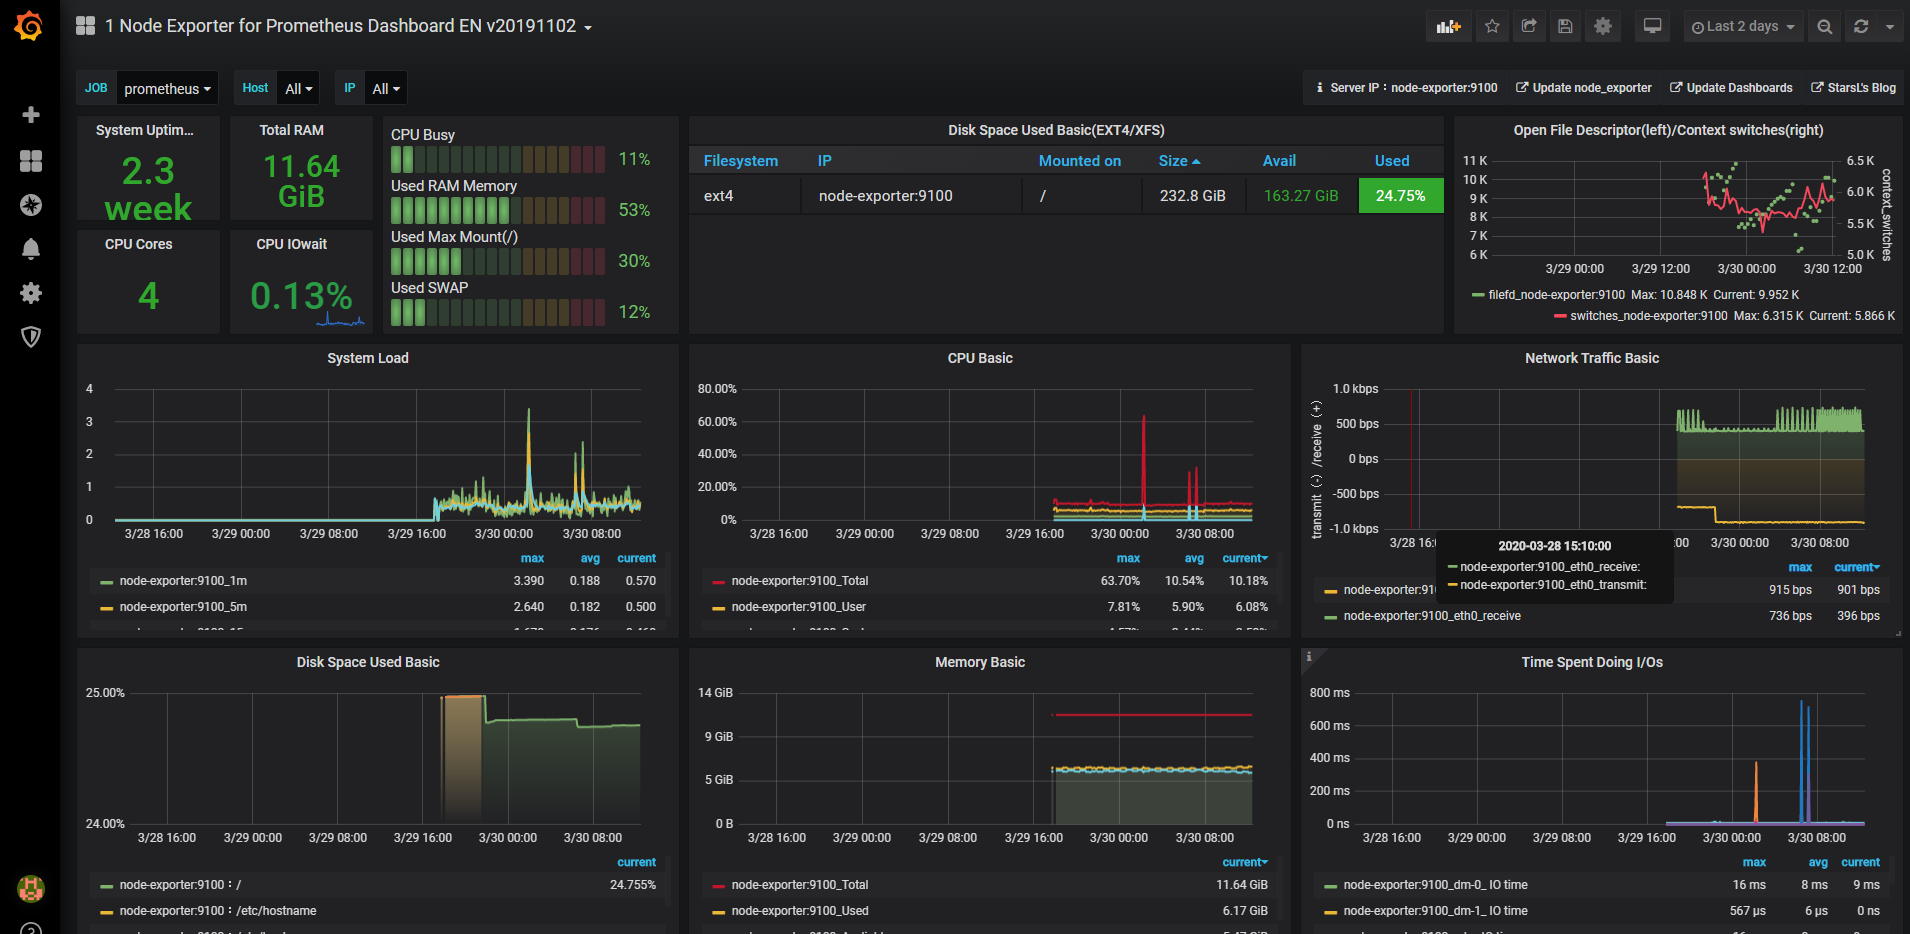 1 Node Exporter for Prometheus Dashboard EN v20191102
Last 2 days
JOB prometheus Host All IP All
Server IP：node-exporter:9100 Update node_exporter Update Dashboards StarsL's Blog
System Uptim...
2.3
week
Total RAM
11.64
GiB
CPU Cores
4
CPU IOwait
0.13%
CPU Busy
11%
Used RAM Memory
53%
Used Max Mount(/)
30%
Used SWAP
12%
Disk Space Used Basic(EXT4/XFS)
Filesystem IP Mounted on Size Avail Used
ext4 node-exporter:9100 / 232.8 GiB 163.27 GiB 24.75%
Open File Descriptor(left)/Context switches(right)
11 K
10 K
9 K
8 K
7 K
6 K
6.5 K
6.0 K
5.5 K
5.0 K
context_switches
3/29 00:00 3/29 12:00 3/30 00:00 3/30 12:00
filefd_node-exporter:9100 Max: 10.848 K Current: 9.952 K
switches_node-exporter:9100 Max: 6.315 K Current: 5.866 K
System Load
4
3
2
1
0
3/28 16:00 3/29 00:00 3/29 08:00 3/29 16:00 3/30 00:00 3/30 08:00
max avg current
node-exporter:9100_1m 3.390 0.188 0.570
node-exporter:9100_5m 2.640 0.182 0.500
CPU Basic
80.00%
60.00%
40.00%
20.00%
0%
3/28 16:00 3/29 00:00 3/29 08:00 3/29 16:00 3/30 00:00 3/30 08:00
max avg current
node-exporter:9100_Total 63.70% 10.54% 10.18%
node-exporter:9100_User 7.81% 5.90% 6.08%
Network Traffic Basic
transmit (-) /receive (+)
1.0 kbps
500 bps
0 bps
-500 bps
-1.0 kbps
3/28 16: :00 3/30 00:00 3/30 08:00
2020-03-28 15:10:00
node-exporter:9100_eth0_receive:
node-exporter:9100_eth0_transmit:
max current
node-exporter:91 915 bps 901 bps
node-exporter:9100_eth0_receive 736 bps 396 bps
Disk Space Used Basic
25.00%
24.00%
3/28 16:00 3/29 00:00 3/29 08:00 3/29 16:00 3/30 00:00 3/30 08:00
current
node-exporter:9100：/ 24.755%
node-exporter:9100：/etc/hostname
Memory Basic
14 GiB
9 GiB
5 GiB
0 B
3/28 16:00 3/29 00:00 3/29 08:00 3/29 16:00 3/30 00:00 3/30 08:00
current
node-exporter:9100_Total 11.64 GiB
node-exporter:9100_Used 6.17 GiB
Time Spent Doing I/Os
800 ms
600 ms
400 ms
200 ms
0 ns
3/28 16:00 3/29 00:00 3/29 08:00 3/29 16:00 3/30 00:00 3/30 08:00
max avg current
node-exporter:9100_dm-0_ IO time 16 ms 8 ms 9 ms
node-exporter:9100_dm-1_ IO time 567 µs 6 µs 0 ns